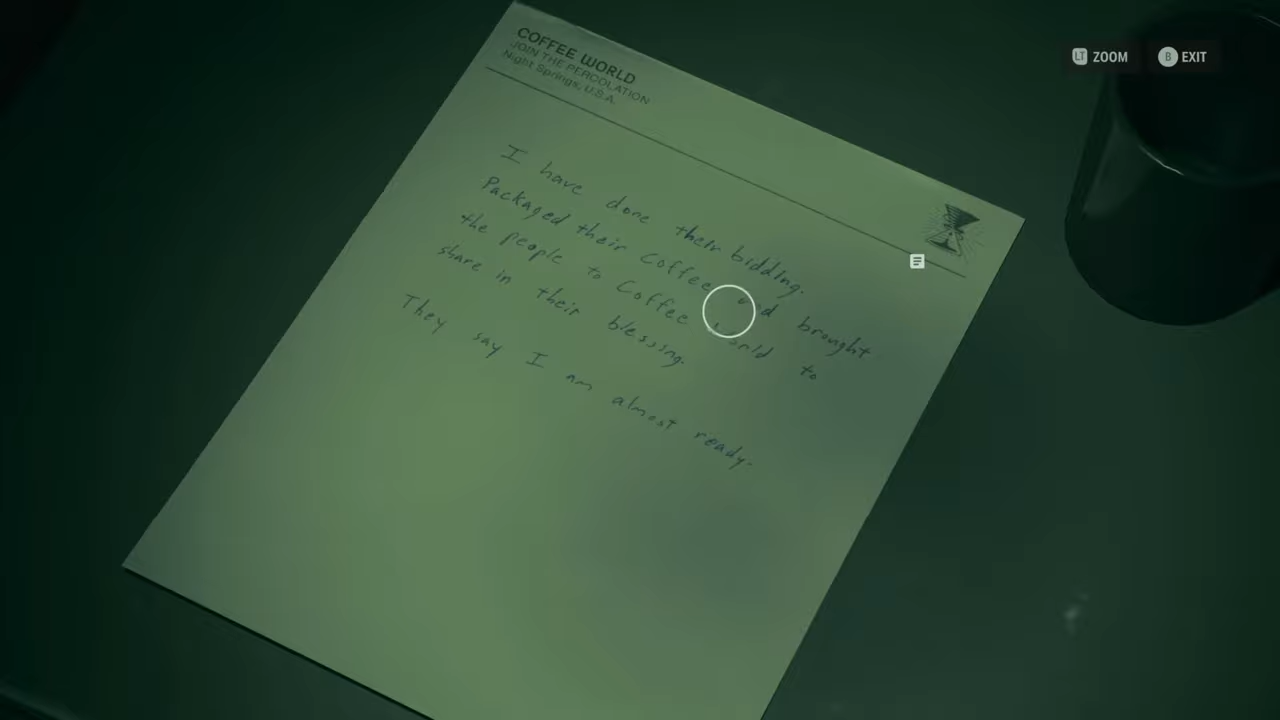 COFFEE WORLD
JOIN THE PERCOLATION
Night Springs, U.S.A.
I have done their bidding.
Packaged their Coffee and brought
the people to Coffee World to
share in their blessing.
They say I am almost ready.
LT ZOOM
B EXIT